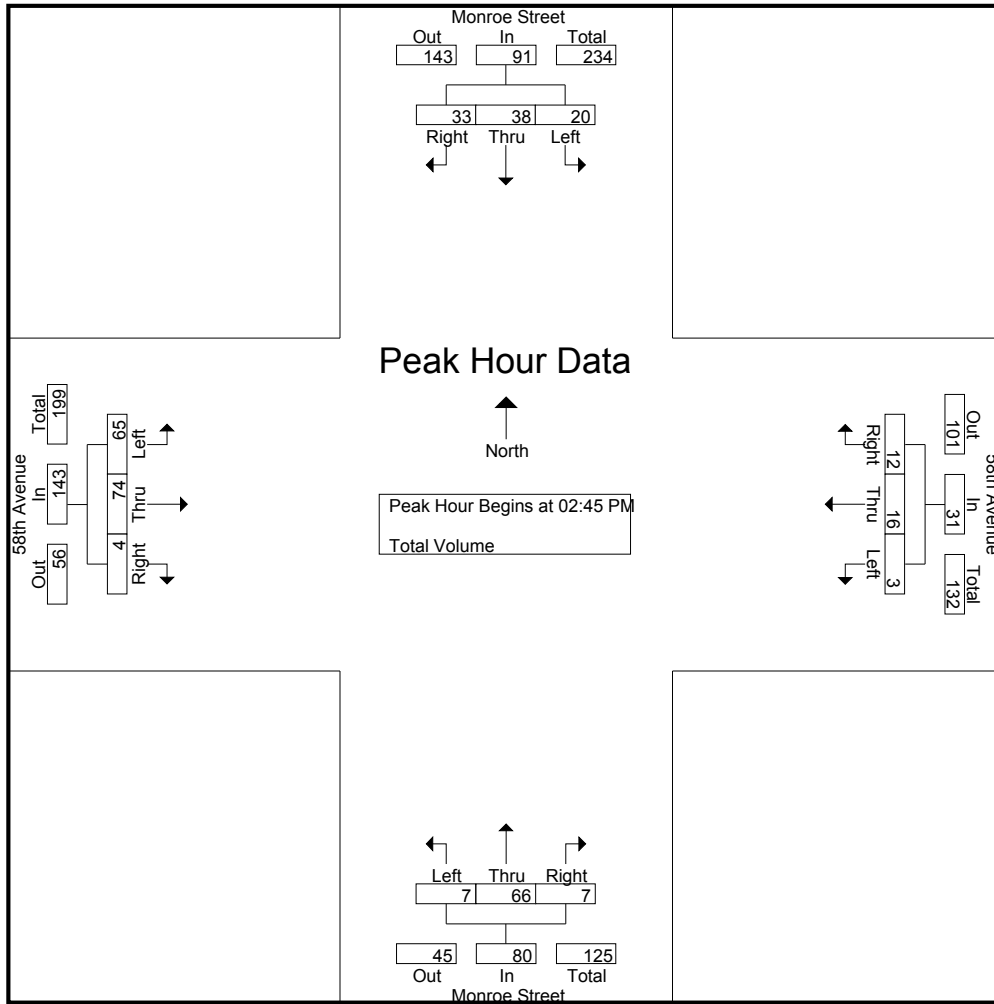 Monroe Street
Out In Total
143 91 234
33 38 20
Right Thru Left
Peak Hour Data
North
Peak Hour Begins at 02:45 PM
Total Volume
58th Avenue
Total In Out
199 143 56
65 74 4
Left Thru Right
58th Avenue
Out In Total
101 31 132
12 16 3
Right Thru Left
Left Thru Right
7 66 7
45 80 125
Out In Total
Monroe Street